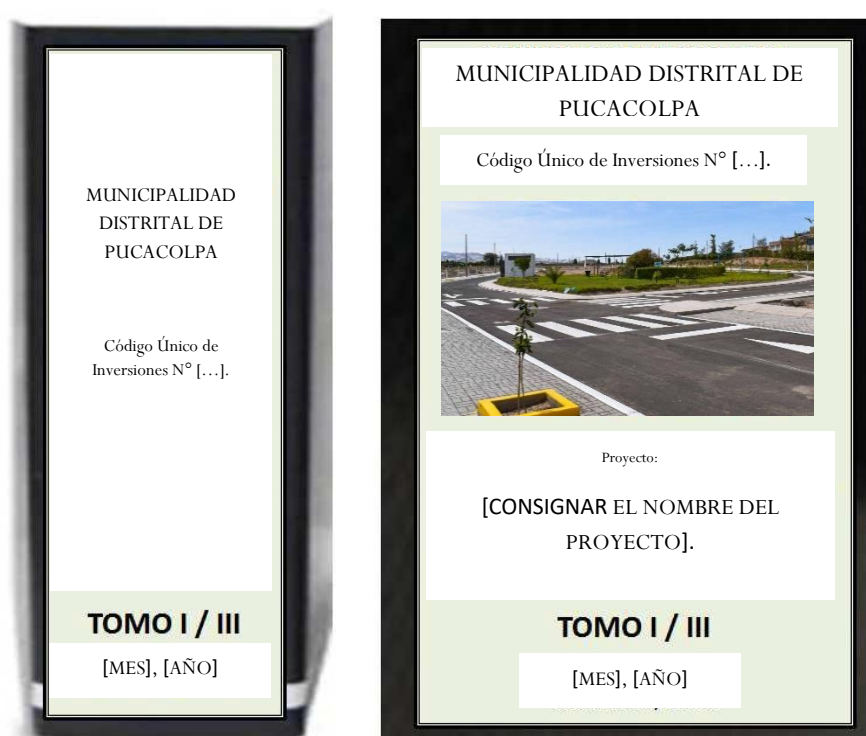 MUNICIPALIDAD
DISTRITAL DE
PUCACOLPA
Código Único de
Inversiones N° [...].
TOMO I / III
[MES], [AÑO]
MUNICIPALIDAD DISTRITAL DE
PUCACOLPA
Código Único de Inversiones N° [...].
Proyecto:
[CONSIGNAR EL NOMBRE DEL
PROYECTO].
TOMO I / III
[MES], [AÑO]